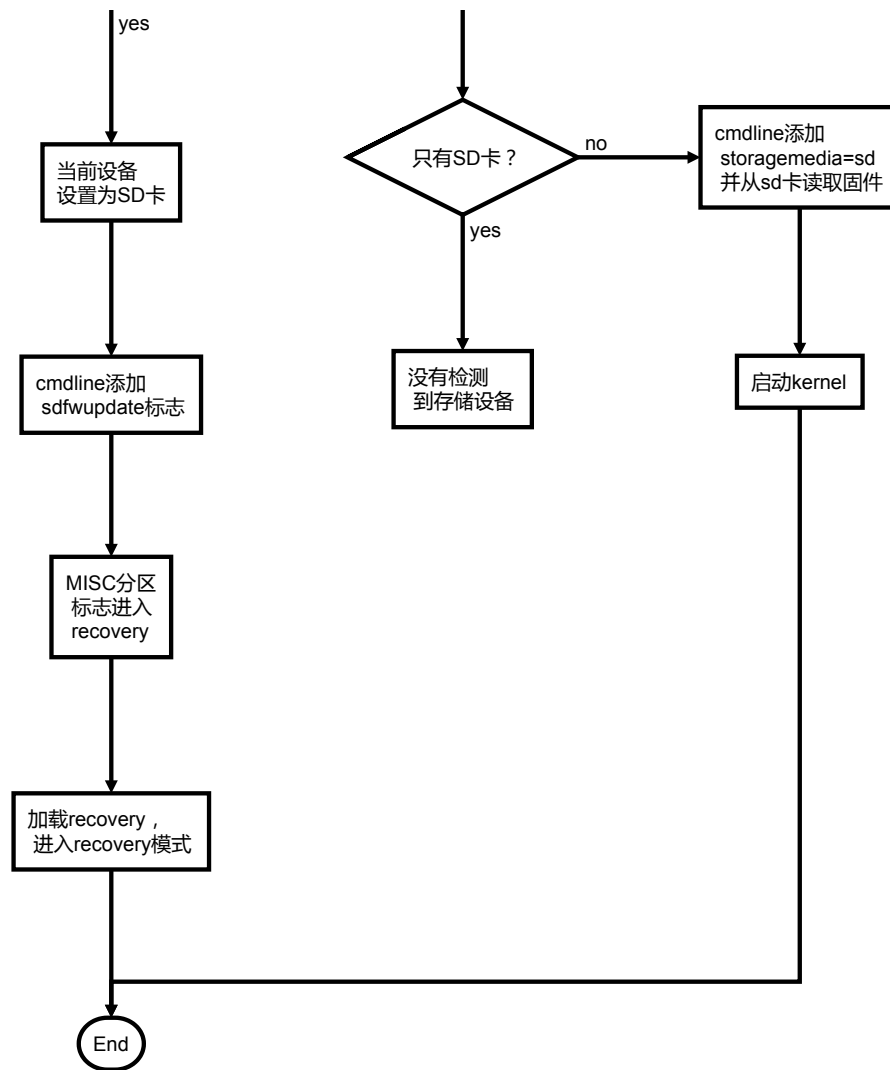 yes
当前设备
设置为SD卡
cmdline添加
sdfwupdate标志
MISC分区
标志进入
recovery
加载recovery，
进入recovery模式
End
只有SD卡？
no
yes
没有检测
到存储设备
cmdline添加
storagemedia=sd
并从sd卡读取固件
启动kernel